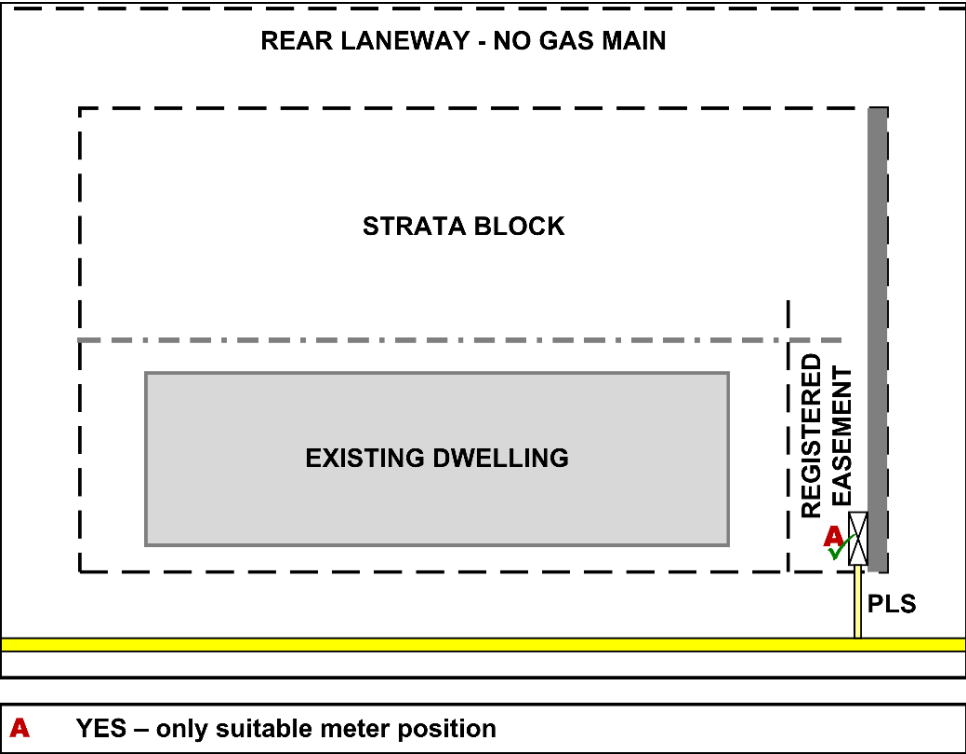 REAR LANEWAY - NO GAS MAIN
STRATA BLOCK
REGISTERED
EASEMENT
EXISTING DWELLING
A
PLS
A YES – only suitable meter position